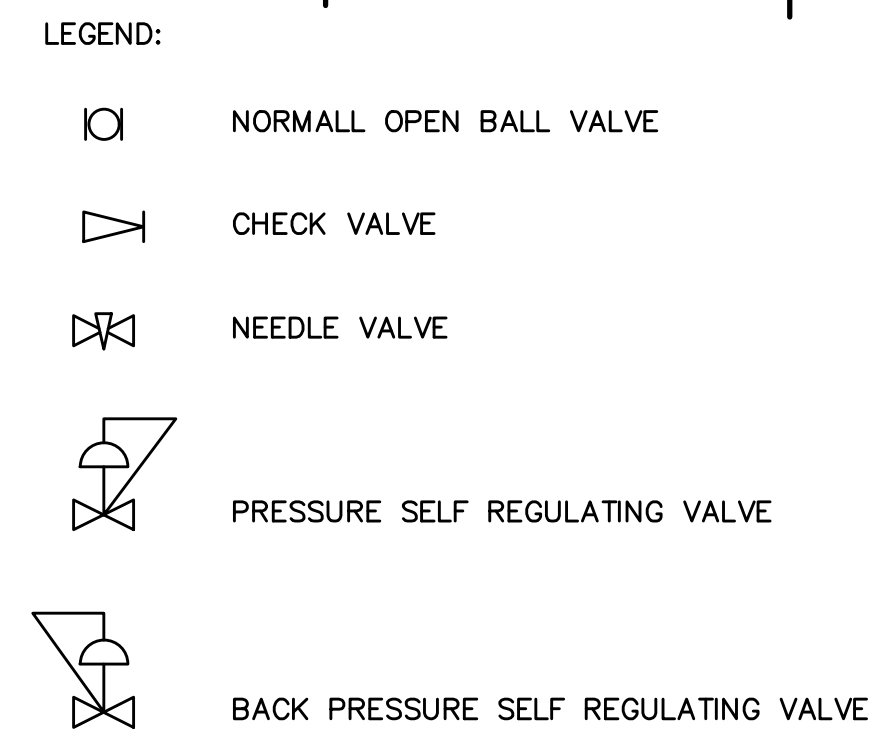 LEGEND:
NORMALL OPEN BALL VALVE
CHECK VALVE
NEEDLE VALVE
PRESSURE SELF REGULATING VALVE
BACK PRESSURE SELF REGULATING VALVE